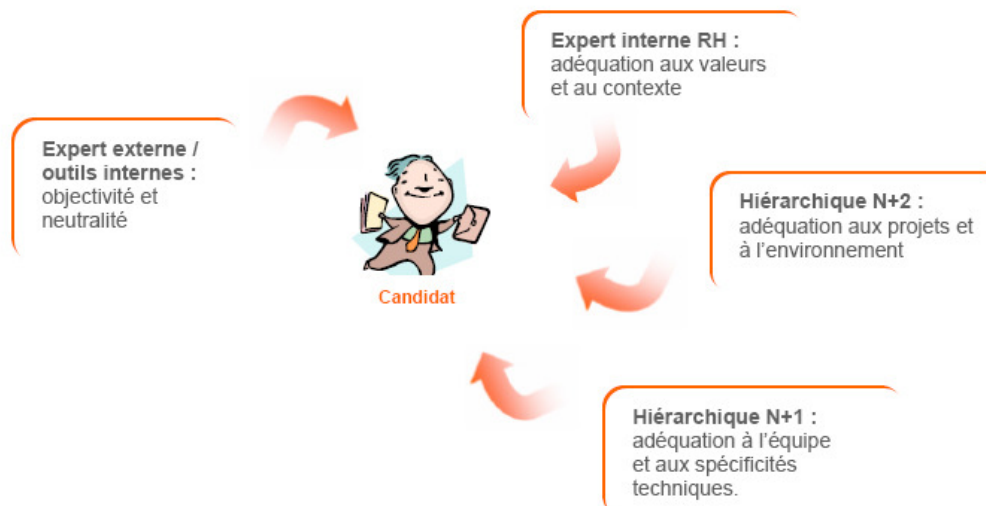 Expert interne RH :
adéquation aux valeurs
et au contexte
Expert externe /
outils internes :
objectivité et
neutralité
Hiérarchique N+2 :
adéquation aux projets et
à l'environnement
Candidat
Hiérarchique N+1 :
adéquation à l'équipe
et aux spécificités
techniques.